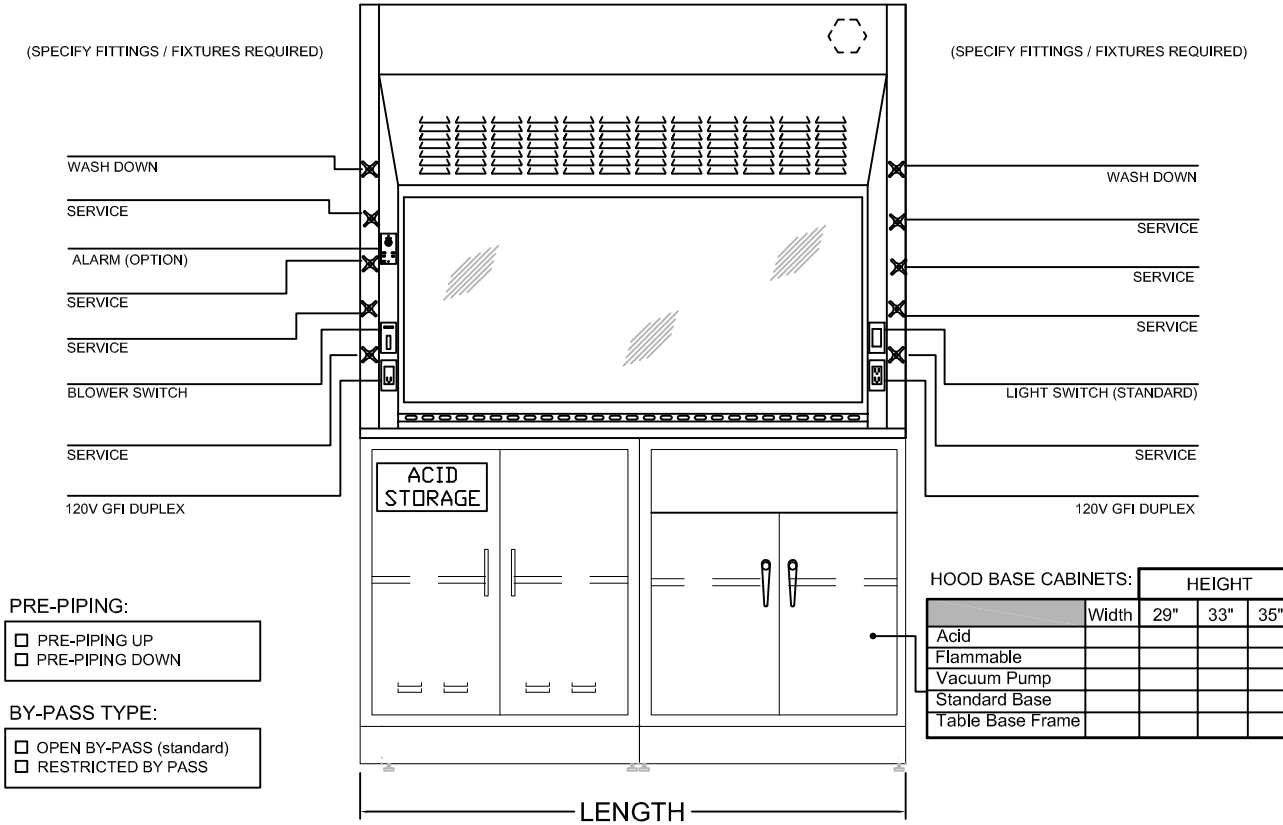 (SPECIFY FITTINGS / FIXTURES REQUIRED)
(SPECIFY FITTINGS / FIXTURES REQUIRED)
WASH DOWN
SERVICE
ALARM (OPTION)
SERVICE
SERVICE
BLOWER SWITCH
SERVICE
120V GFI DUPLEX
WASH DOWN
SERVICE
SERVICE
SERVICE
LIGHT SWITCH (STANDARD)
SERVICE
120V GFI DUPLEX
ACID
STORAGE
PRE-PIPING:
PRE-PIPING UP
PRE-PIPING DOWN
BY-PASS TYPE:
OPEN BY-PASS (standard)
RESTRICTED BY PASS
HOOD BASE CABINETS: HEIGHT
Width 29" 33" 35"
Acid
Flammable
Vacuum Pump
Standard Base
Table Base Frame
LENGTH